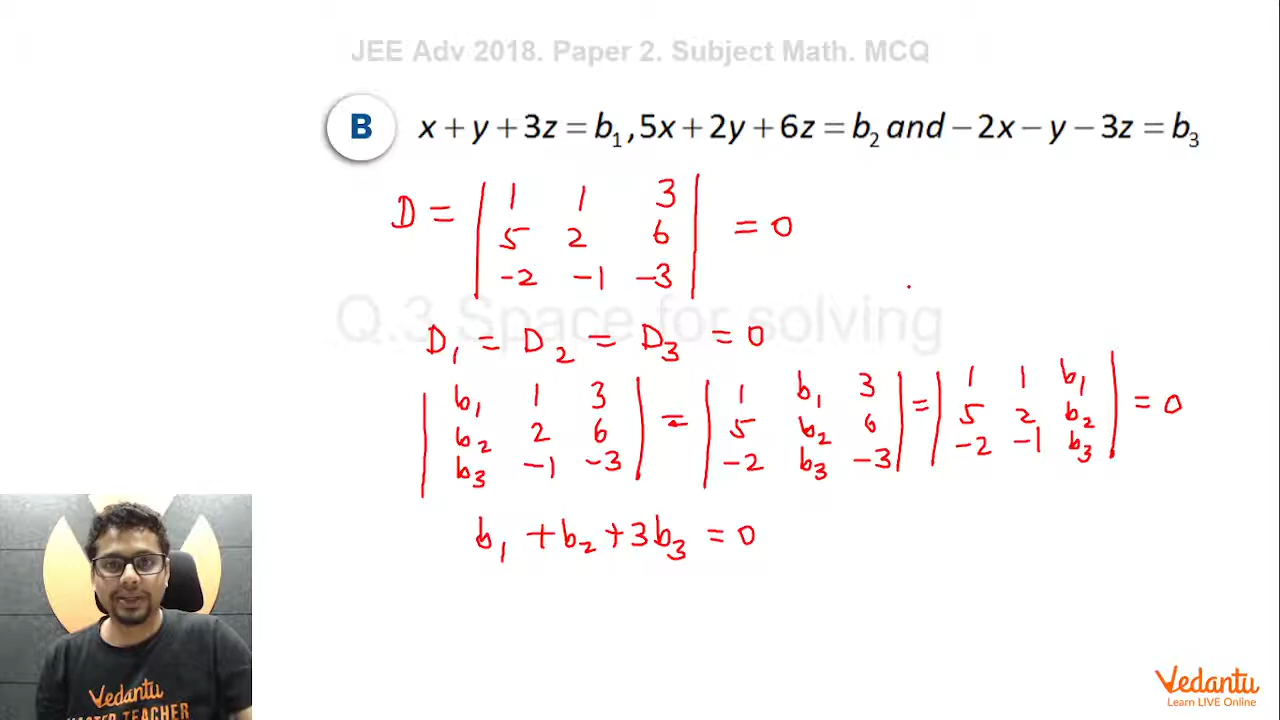 JEE Adv 2018. Paper 2. Subject Math. MCQ
B x + y + 3z = b₁, 5x + 2y + 6z = b₂ and − 2x − y − 3z = b₃
D = | 1 1 3 | = 0
| 5 2 6 |
| -2 -1 -3 |
Q.3 Space for solving
D₁ = D₂ = D₃ = 0
| b₁ 1 3 | = | 1 b₁ 3 | = | 1 1 b₁ | = 0
| b₂ 2 6 | | 5 b₂ 6 | | 5 2 b₂ |
| b₃ -1 -3 | | -2 b₃ -3 | | -2 -1 b₃ |
b₁ + b₂ + 3b₃ = 0
Vedantu
MASTER TEACHER
Vedantu
Learn LIVE Online